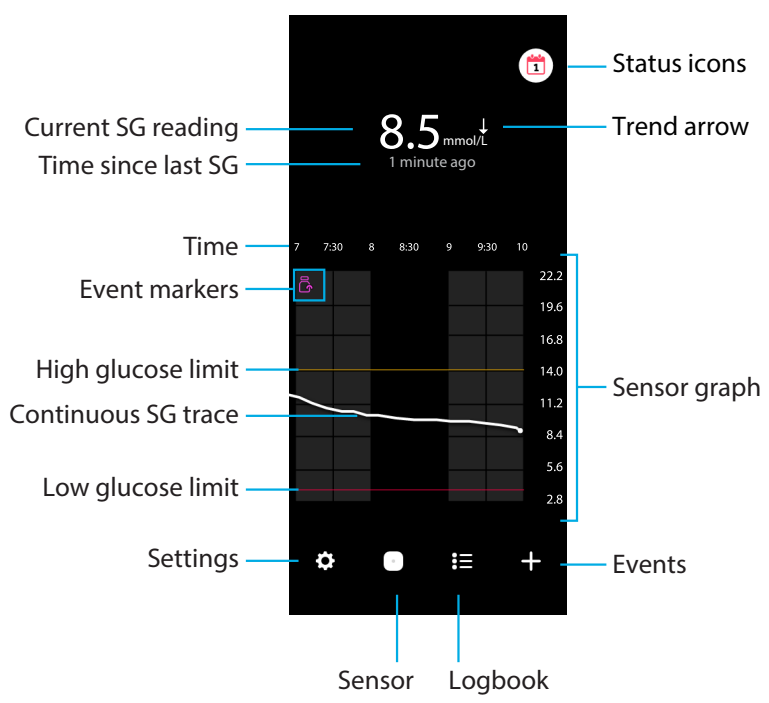 1
Status icons
Current SG reading
8.5 mmol/L
Trend arrow
Time since last SG
1 minute ago
Time
7 7:30 8 8:30 9 9:30 10
Event markers
22.2
19.6
16.8
High glucose limit
14.0
Sensor graph
Continuous SG trace
11.2
8.4
5.6
Low glucose limit
2.8
Settings
Events
Sensor
Logbook